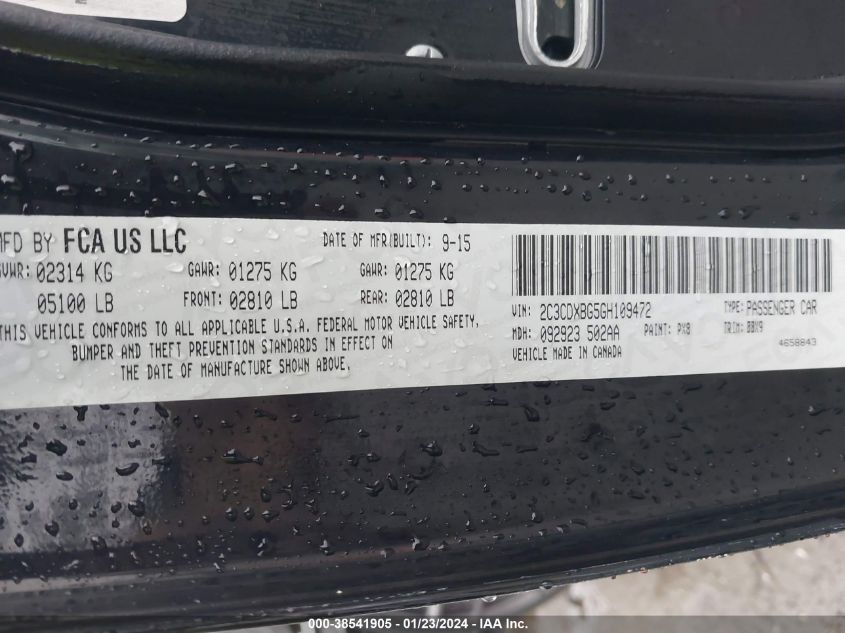 MFD BY FCA US LLC
DATE OF MFR(BUILT): 9-15
GVWR: 02314 KG
GAWR: 01275 KG
GAWR: 01275 KG
05100 LB
FRONT: 02810 LB
REAR: 02810 LB
THIS VEHICLE CONFORMS TO ALL APPLICABLE U.S.A. FEDERAL MOTOR VEHICLE SAFETY,
BUMPER AND THEFT PREVENTION STANDARDS IN EFFECT ON
THE DATE OF MANUFACTURE SHOWN ABOVE.
VIN: 2C3CDXBG5GH109472
TYPE: PASSENGER CAR
MDH: 092923 502AA
PAINT: PX8
TRIM: BBX9
VEHICLE MADE IN CANADA
4658843
000-38541905 - 01/23/2024 - IAA Inc.